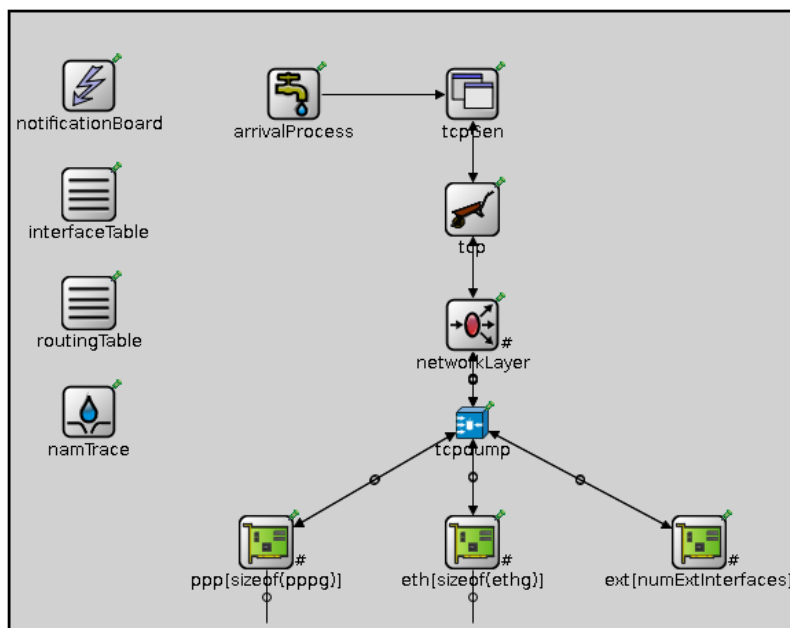 notificationBoard
arrivalProcess
tcpGen
interfaceTable
tcp
routingTable
#
networkLayer
namTrace
tcpdump
# # #
ppp[sizeof(pppg)] eth[sizeof(ethg)] ext[numExtInterfaces]